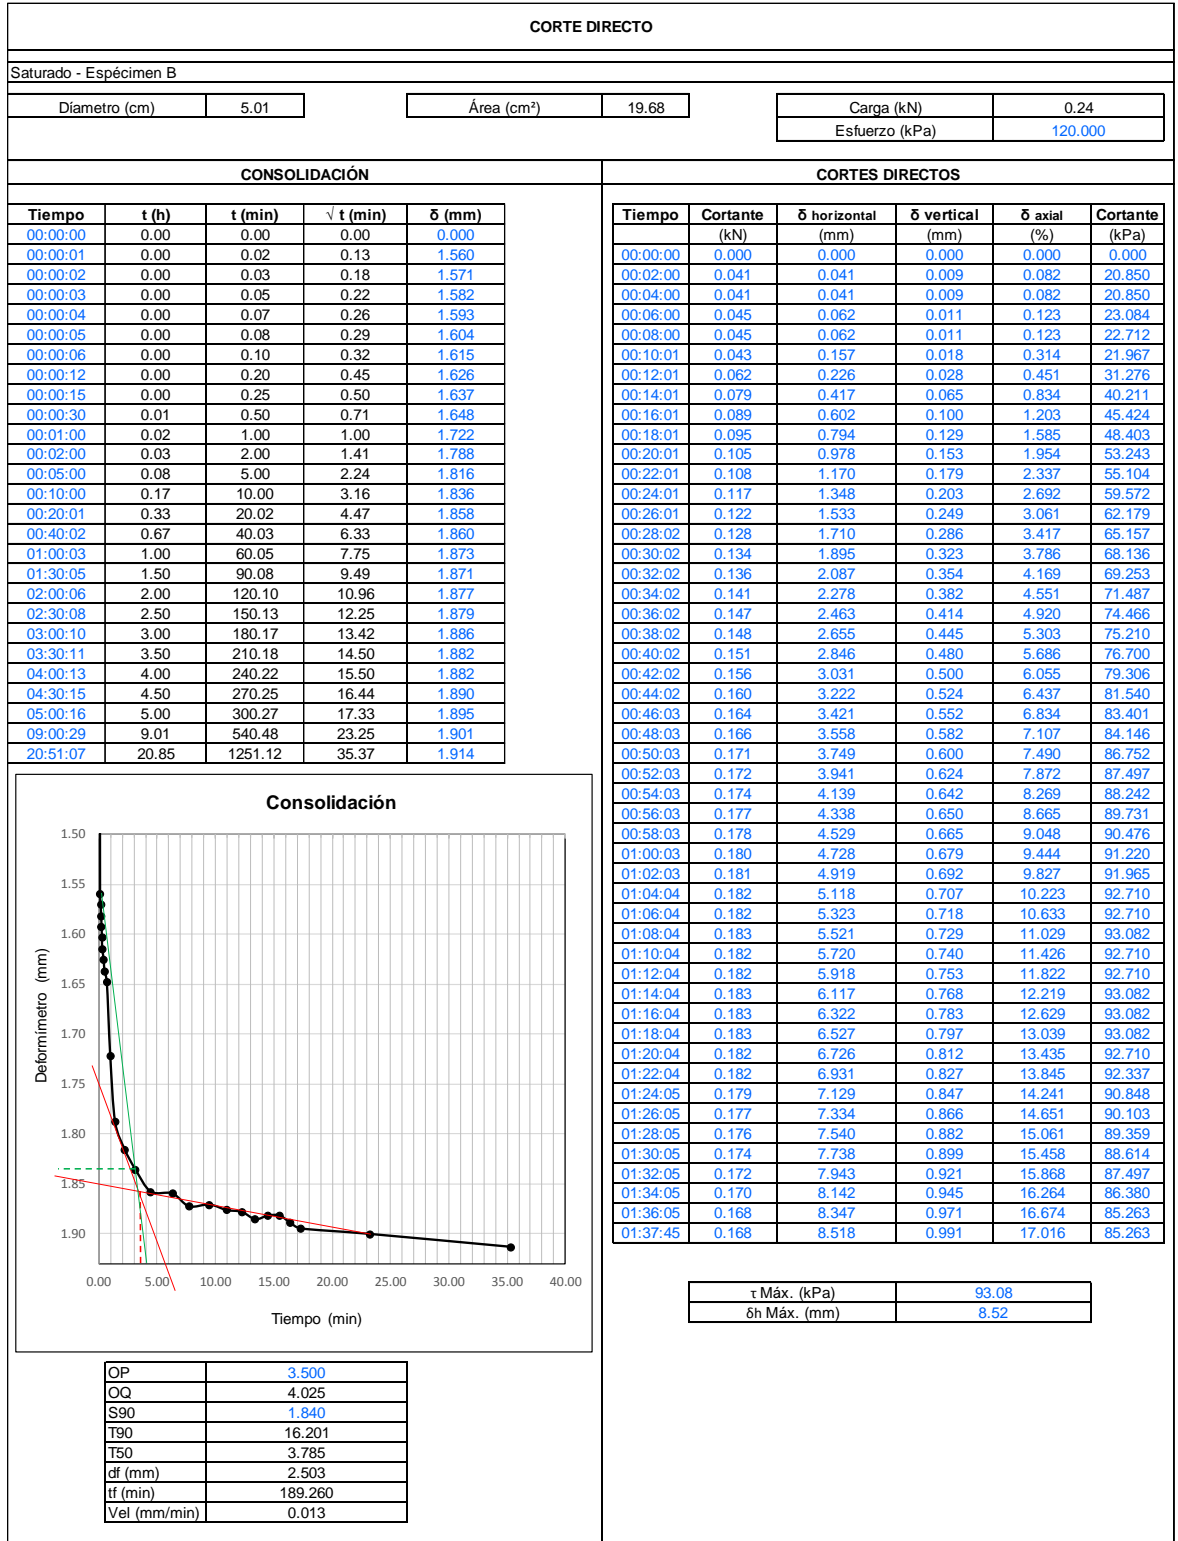 CORTE DIRECTO
Saturado - Espécimen B
Díametro (cm) 5.01 Área (cm²) 19.68 Carga (kN) 0.24
Esfuerzo (kPa) 120.000
CONSOLIDACIÓN
Tiempo t (h) t (min) √ t (min) δ (mm)
00:00:00 0.00 0.00 0.00 0.000
00:00:01 0.00 0.02 0.13 1.560
00:00:02 0.00 0.03 0.18 1.571
00:00:03 0.00 0.05 0.22 1.582
00:00:04 0.00 0.07 0.26 1.593
00:00:05 0.00 0.08 0.29 1.604
00:00:06 0.00 0.10 0.32 1.615
00:00:12 0.00 0.20 0.45 1.626
00:00:15 0.00 0.25 0.50 1.637
00:00:30 0.01 0.50 0.71 1.648
00:01:00 0.02 1.00 1.00 1.722
00:02:00 0.03 2.00 1.41 1.788
00:05:00 0.08 5.00 2.24 1.816
00:10:00 0.17 10.00 3.16 1.836
00:20:01 0.33 20.02 4.47 1.858
00:40:02 0.67 40.03 6.33 1.860
01:00:03 1.00 60.05 7.75 1.873
01:30:05 1.50 90.08 9.49 1.871
02:00:06 2.00 120.10 10.96 1.877
02:30:08 2.50 150.13 12.25 1.879
03:00:10 3.00 180.17 13.42 1.886
03:30:11 3.50 210.18 14.50 1.882
04:00:13 4.00 240.22 15.50 1.882
04:30:15 4.50 270.25 16.44 1.890
05:00:16 5.00 300.27 17.33 1.895
09:00:29 9.01 540.48 23.25 1.901
20:51:07 20.85 1251.12 35.37 1.914
Consolidación
Deformímetro (mm)
1.50
1.55
1.60
1.65
1.70
1.75
1.80
1.85
1.90
0.00 5.00 10.00 15.00 20.00 25.00 30.00 35.00 40.00
Tiempo (min)
OP 3.500
OQ 4.025
S90 1.840
T90 16.201
T50 3.785
df (mm) 2.503
tf (min) 189.260
Vel (mm/min) 0.013
CORTES DIRECTOS
Tiempo Cortante δ horizontal δ vertical δ axial Cortante
(kN) (mm) (mm) (%) (kPa)
00:00:00 0.000 0.000 0.000 0.000 0.000
00:02:00 0.041 0.041 0.009 0.082 20.850
00:04:00 0.041 0.041 0.009 0.082 20.850
00:06:00 0.045 0.062 0.011 0.123 23.084
00:08:00 0.045 0.062 0.011 0.123 22.712
00:10:01 0.043 0.157 0.018 0.314 21.967
00:12:01 0.062 0.226 0.028 0.451 31.276
00:14:01 0.079 0.417 0.065 0.834 40.211
00:16:01 0.089 0.602 0.100 1.203 45.424
00:18:01 0.095 0.794 0.129 1.585 48.403
00:20:01 0.105 0.978 0.153 1.954 53.243
00:22:01 0.108 1.170 0.179 2.337 55.104
00:24:01 0.117 1.348 0.203 2.692 59.572
00:26:01 0.122 1.533 0.249 3.061 62.179
00:28:02 0.128 1.710 0.286 3.417 65.157
00:30:02 0.134 1.895 0.323 3.786 68.136
00:32:02 0.136 2.087 0.354 4.169 69.253
00:34:02 0.141 2.278 0.382 4.551 71.487
00:36:02 0.147 2.463 0.414 4.920 74.466
00:38:02 0.148 2.655 0.445 5.303 75.210
00:40:02 0.151 2.846 0.480 5.686 76.700
00:42:02 0.156 3.031 0.500 6.055 79.306
00:44:02 0.160 3.222 0.524 6.437 81.540
00:46:03 0.164 3.421 0.552 6.834 83.401
00:48:03 0.166 3.558 0.582 7.107 84.146
00:50:03 0.171 3.749 0.600 7.490 86.752
00:52:03 0.172 3.941 0.624 7.872 87.497
00:54:03 0.174 4.139 0.642 8.269 88.242
00:56:03 0.177 4.338 0.650 8.665 89.731
00:58:03 0.178 4.529 0.665 9.048 90.476
01:00:03 0.180 4.728 0.679 9.444 91.220
01:02:03 0.181 4.919 0.692 9.827 91.965
01:04:04 0.182 5.118 0.707 10.223 92.710
01:06:04 0.182 5.323 0.718 10.633 92.710
01:08:04 0.183 5.521 0.729 11.029 93.082
01:10:04 0.182 5.720 0.740 11.426 92.710
01:12:04 0.182 5.918 0.753 11.822 92.710
01:14:04 0.183 6.117 0.768 12.219 93.082
01:16:04 0.183 6.322 0.783 12.629 93.082
01:18:04 0.183 6.527 0.797 13.039 93.082
01:20:04 0.182 6.726 0.812 13.435 92.710
01:22:04 0.182 6.931 0.827 13.845 92.337
01:24:05 0.179 7.129 0.847 14.241 90.848
01:26:05 0.177 7.334 0.866 14.651 90.103
01:28:05 0.176 7.540 0.882 15.061 89.359
01:30:05 0.174 7.738 0.899 15.458 88.614
01:32:05 0.172 7.943 0.921 15.868 87.497
01:34:05 0.170 8.142 0.945 16.264 86.380
01:36:05 0.168 8.347 0.971 16.674 85.263
01:37:45 0.168 8.518 0.991 17.016 85.263
τ Máx. (kPa) 93.08
δh Máx. (mm) 8.52